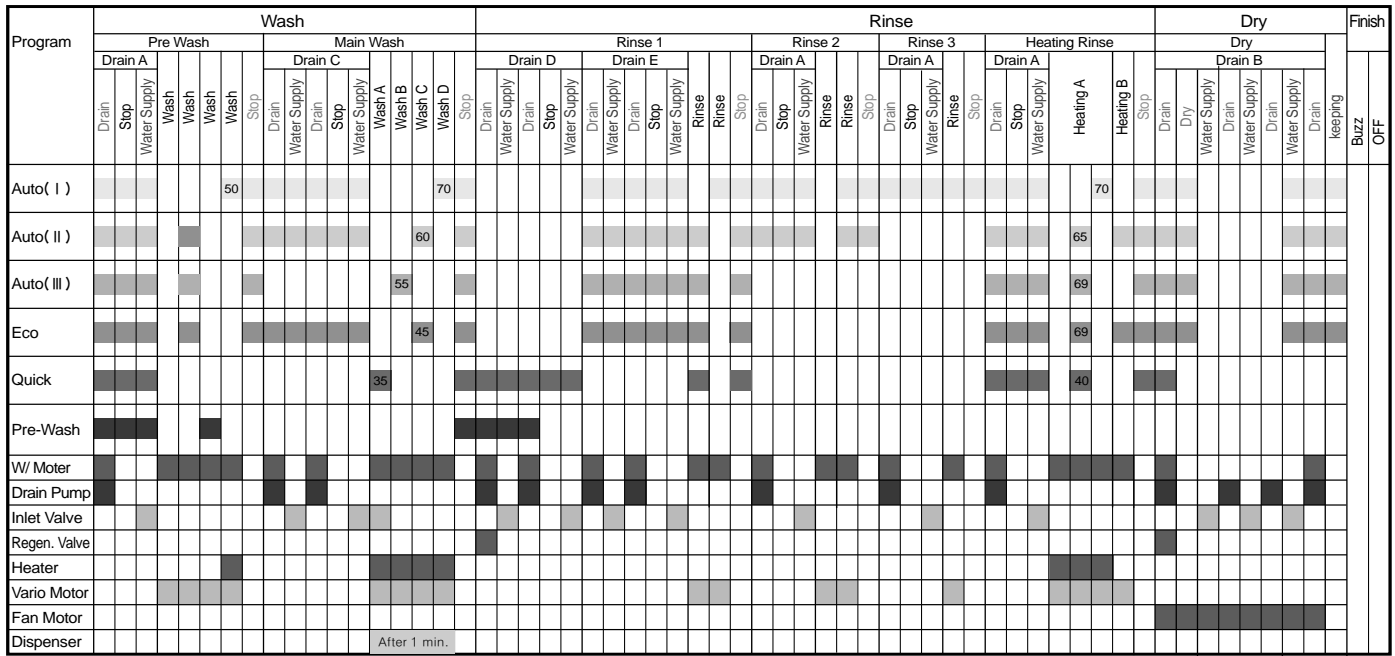 Program Wash Rinse Dry Finish
Pre Wash Main Wash Rinse 1 Rinse 2 Rinse 3 Heating Rinse Dry
Drain A Drain C Drain D Drain E Drain A Drain A Drain A Drain B
Drain Stop Water Supply Wash Wash Wash Wash Stop Drain Water Supply Drain Stop Water Supply Wash A Wash B Wash C Wash D Stop Drain Water Supply Drain Stop Water Supply Drain Water Supply Drain Stop Water Supply Rinse Rinse Stop Drain Stop Water Supply Rinse Rinse Stop Drain Stop Water Supply Rinse Stop Drain Stop Water Supply Heating A Heating B Stop Drain Dry Water Supply Drain Water Supply Drain Water Supply Drain keeping Buzz OFF
Auto( I ) 50 70 70
Auto( II ) 60 65
Auto( III ) 55 69
Eco 45 69
Quick 35 40
Pre-Wash
W/ Moter
Drain Pump
Inlet Valve
Regen. Valve
Heater
Vario Motor
Fan Motor
Dispenser After 1 min.